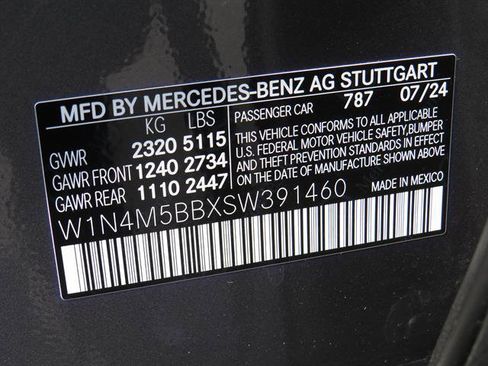 MFD BY MERCEDES-BENZ AG STUTTGART
KG LBS PASSENGER CAR 787 07/24
GVWR 2320 5115
GAWR FRONT 1240 2734
GAWR REAR 1110 2447
THIS VEHICLE CONFORMS TO ALL APPLICABLE
U.S. FEDERAL MOTOR VEHICLE SAFETY,BUMPER
AND THEFT PREVENTION STANDARDS IN EFFECT
ON THE DATE OF MANUFACTURE SHOWN ABOVE.
W1N4M5BBXSW391460
MADE IN MEXICO